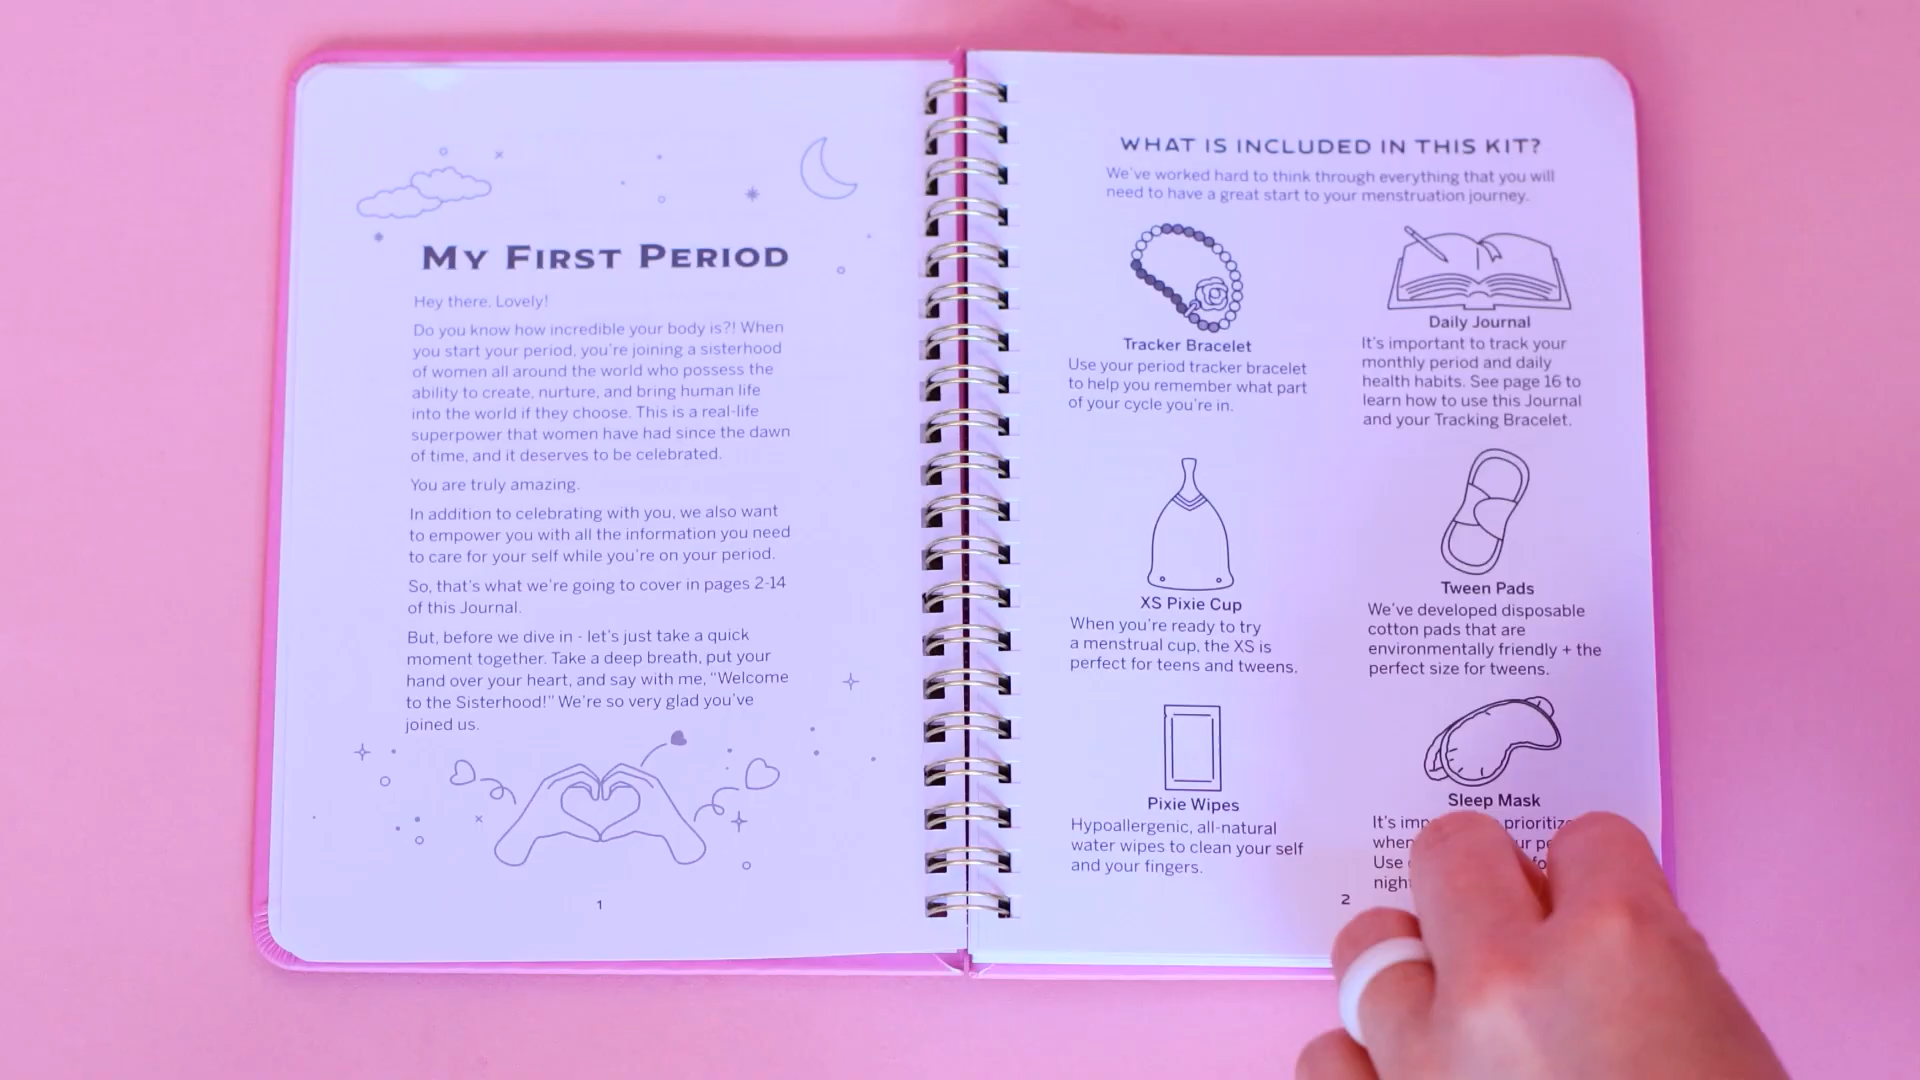 MY FIRST PERIOD
Hey there, Lovely!
Do you know how incredible your body is?! When
you start your period, you're joining a sisterhood
of women all around the world who possess the
ability to create, nurture, and bring human life
into the world if they choose. This is a real-life
superpower that women have had since the dawn
of time, and it deserves to be celebrated.
You are truly amazing.
In addition to celebrating with you, we also want
to empower you with all the information you need
to care for your self while you're on your period.
So, that's what we're going to cover in pages 2-14
of this Journal.
But, before we dive in - let's just take a quick
moment together. Take a deep breath, put your
hand over your heart, and say with me, "Welcome
to the Sisterhood!" We're so very glad you've
joined us.
1
WHAT IS INCLUDED IN THIS KIT?
We've worked hard to think through everything that you will
need to have a great start to your menstruation journey.
Tracker Bracelet
Use your period tracker bracelet
to help you remember what part
of your cycle you're in.
Daily Journal
It's important to track your
monthly period and daily
health habits. See page 16 to
learn how to use this Journal
and your Tracking Bracelet.
XS Pixie Cup
When you're ready to try
a menstrual cup, the XS is
perfect for teens and tweens.
Tween Pads
We've developed disposable
cotton pads that are
environmentally friendly + the
perfect size for tweens.
Pixie Wipes
Hypoallergenic, all-natural
water wipes to clean your self
and your fingers.
Sleep Mask
It's
Use
2